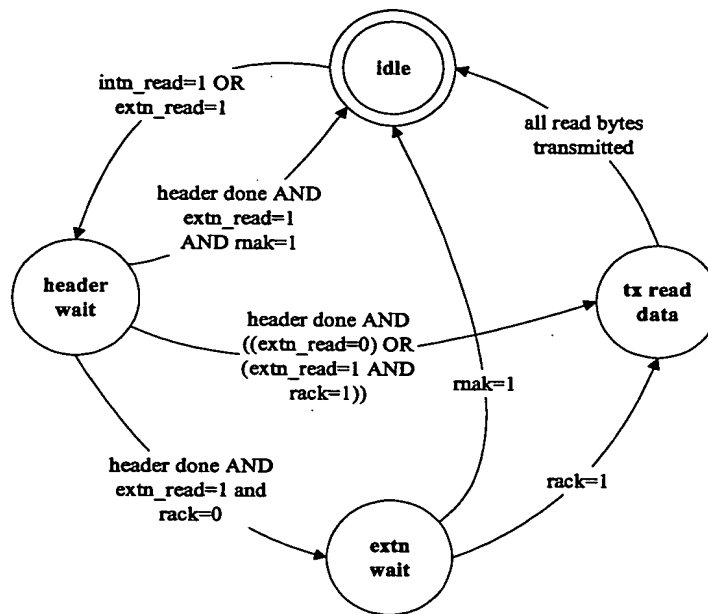 idle
intn_read=1 OR
extn_read=1
all read bytes
transmitted
header done AND
extn_read=1
AND rnak=1
header
wait
tx read
data
header done AND
((extn_read=0) OR
(extn_read=1 AND
rack=1))
rnak=1
header done AND
extn_read=1 and
rack=0
rack=1
extn
wait